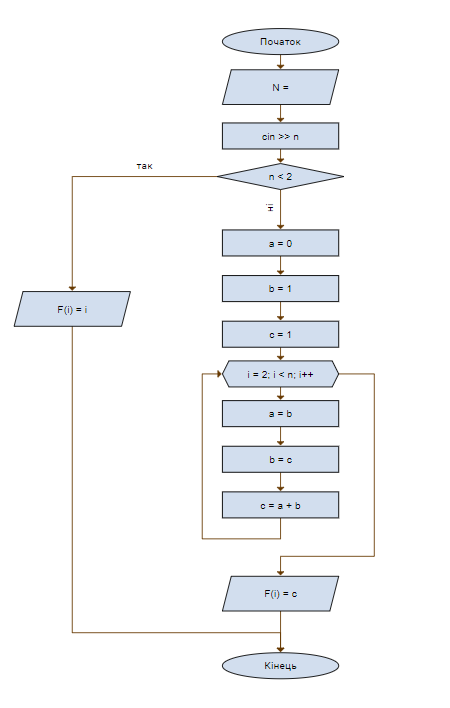 Початок
N =
cin >> n
n < 2
так
ні
a = 0
b = 1
c = 1
F(i) = i
i = 2; i < n; i++
a = b
b = c
c = a + b
F(i) = c
Кінець